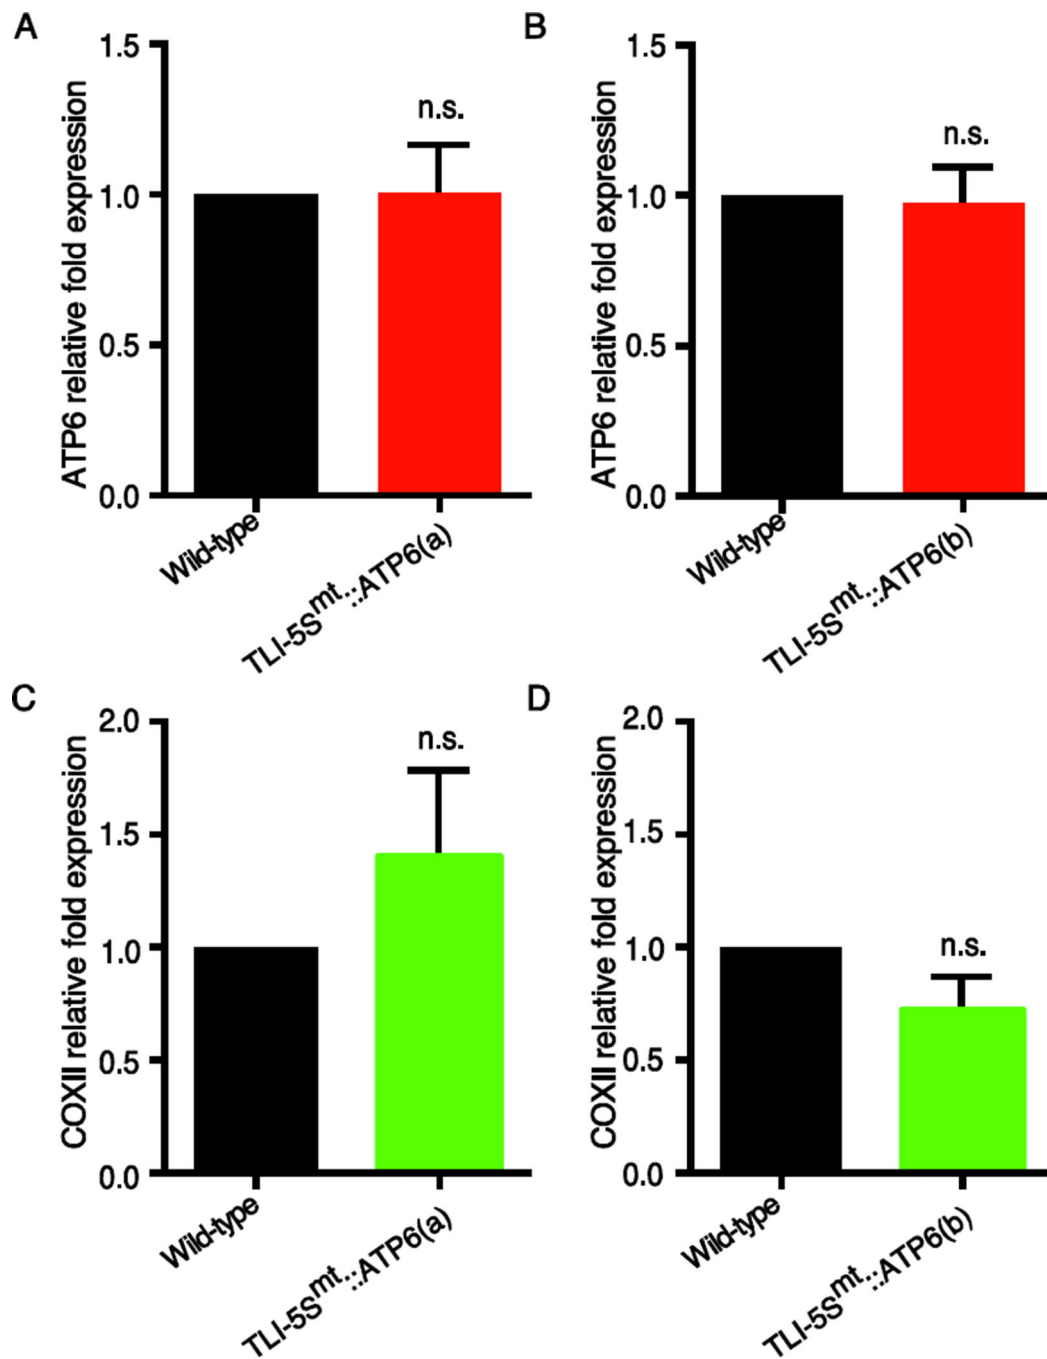 A
ATP6 relative fold expression
1.5
1.0
0.5
0.0
n.s.
Wild-type
TLI-5Smt.::ATP6(a)
B
ATP6 relative fold expression
1.5
1.0
0.5
0.0
n.s.
Wild-type
TLI-5Smt.::ATP6(b)
C
COXII relative fold expression
2.0
1.5
1.0
0.5
0.0
n.s.
Wild-type
TLI-5Smt.::ATP6(a)
D
COXII relative fold expression
2.0
1.5
1.0
0.5
0.0
n.s.
Wild-type
TLI-5Smt.::ATP6(b)